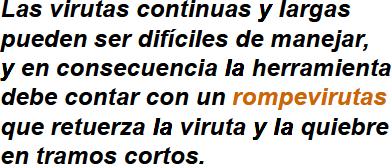 Las virutas continuas y largas
pueden ser difíciles de manejar,
y en consecuencia la herramienta
debe contar con un rompevirutas
que retuerza la viruta y la quiebre
en tramos cortos.